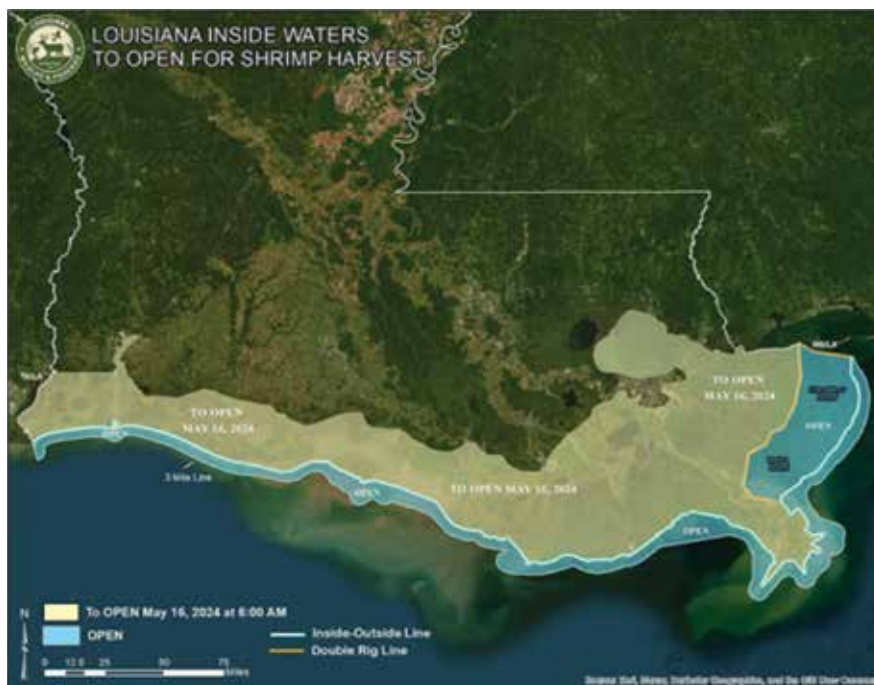 LOUISIANA INSIDE WATERS
TO OPEN FOR SHRIMP HARVEST
TO OPEN
MAY 16, 2024
OPEN
TO OPEN
MAY 16, 2024
3 Mile Line
OPEN
TO OPEN MAY 16, 2024
OPEN
To OPEN May 16, 2024 at 6:00 AM
OPEN
Inside-Outside Line
Double Rig Line
N
0 12.5 25 50 75
Miles